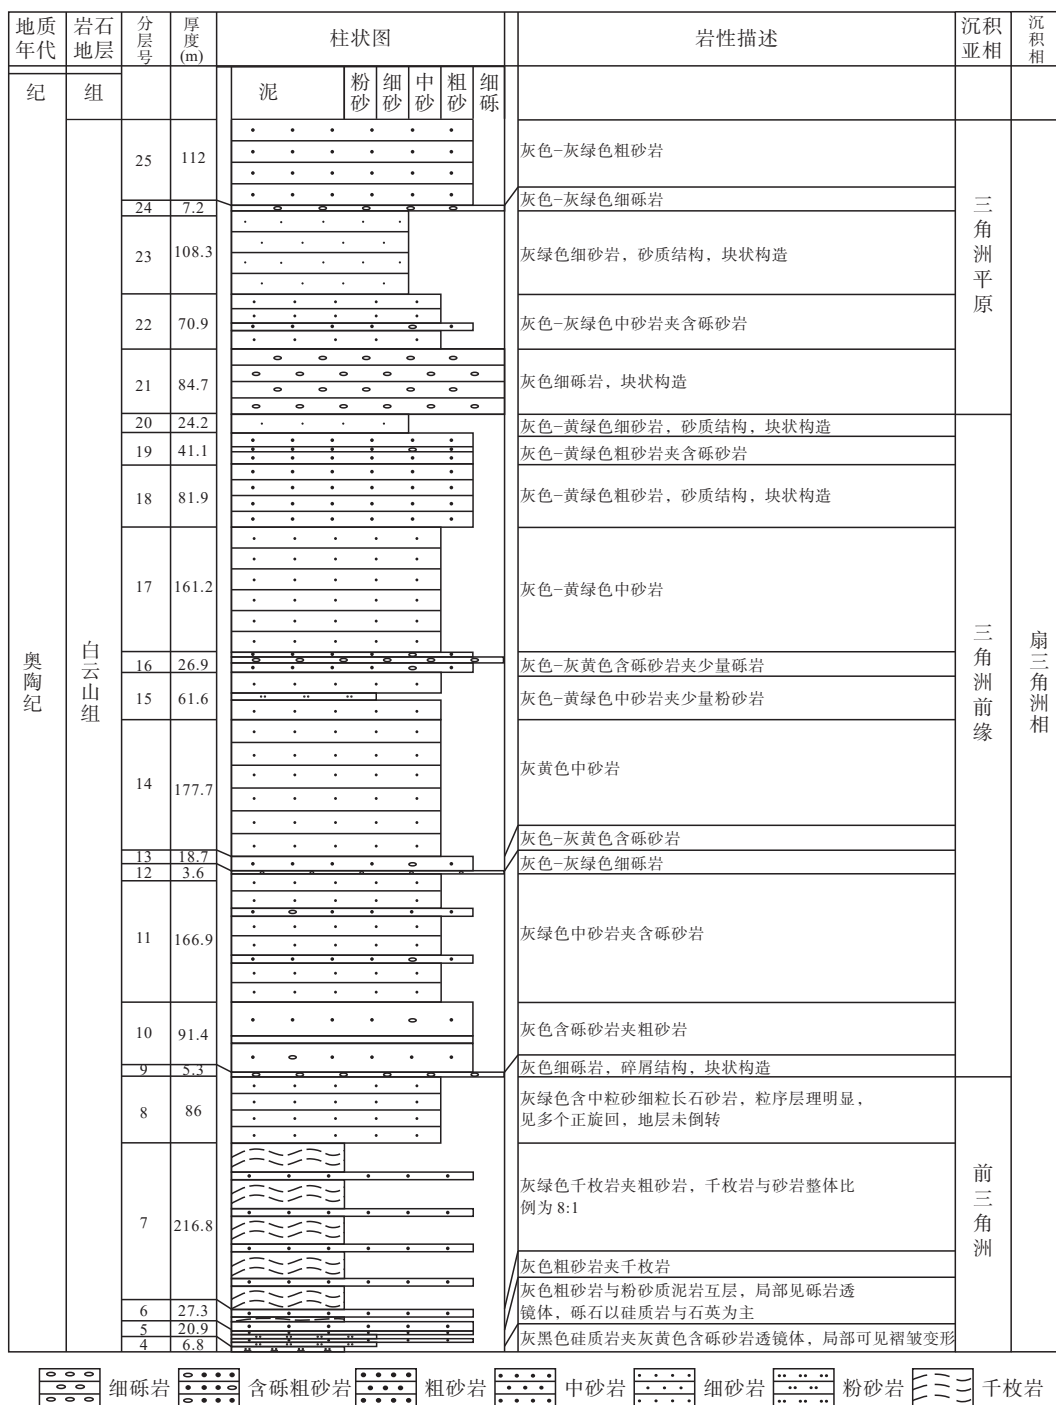 地质年代 岩石地层 分层号 厚度(m) 柱状图 岩性描述 沉积亚相 沉积相
纪 组 泥 粉砂 细砂 中砂 粗砂 细砾
25 112 灰色-灰绿色粗砂岩
24 7.2 灰色-灰绿色细砾岩
23 108.3 灰绿色细砂岩，砂质结构，块状构造
三角洲平原
22 70.9 灰色-灰绿色中砂岩夹含砾砂岩
21 84.7 灰色细砾岩，块状构造
20 24.2 灰色-黄绿色细砂岩，砂质结构，块状构造
19 41.1 灰色-黄绿色粗砂岩夹含砾砂岩
18 81.9 灰色-黄绿色粗砂岩，砂质结构，块状构造
17 161.2 灰色-黄绿色中砂岩
奥陶纪 白云山组 三角洲前缘 扇三角洲相
16 26.9 灰色-灰黄色含砾砂岩夹少量砾岩
15 61.6 灰色-黄绿色中砂岩夹少量粉砂岩
14 177.7 灰黄色中砂岩
13 18.7 灰色-灰黄色含砾砂岩
12 3.6 灰色-灰绿色细砾岩
11 166.9 灰绿色中砂岩夹含砾砂岩
10 91.4 灰色含砾砂岩夹粗砂岩
9 5.3 灰色细砾岩，碎屑结构，块状构造
8 86 灰绿色含中粒砂细粒长石砂岩，粒序层理明显，
见多个正旋回，地层未倒转
前三角洲
7 216.8 灰绿色千枚岩夹粗砂岩，千枚岩与砂岩整体比
例为 8:1
6 27.3 灰色粗砂岩夹千枚岩
5 20.9 灰色粗砂岩与粉砂质泥岩互层，局部见砾岩透
镜体，砾石以硅质岩与石英为主
4 6.8 灰黑色硅质岩夹灰黄色含砾砂岩透镜体，局部可见褶皱变形
细砾岩 含砾粗砂岩 粗砂岩 中砂岩 细砂岩 粉砂岩 千枚岩